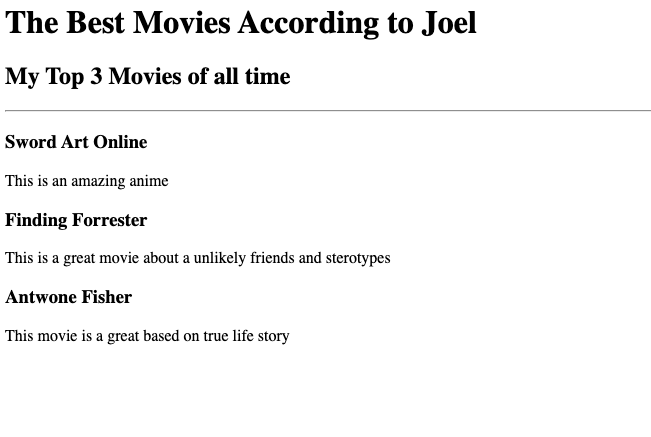 The Best Movies According to Joel
My Top 3 Movies of all time
Sword Art Online
This is an amazing anime
Finding Forrester
This is a great movie about a unlikely friends and sterotypes
Antwone Fisher
This movie is a great based on true life story